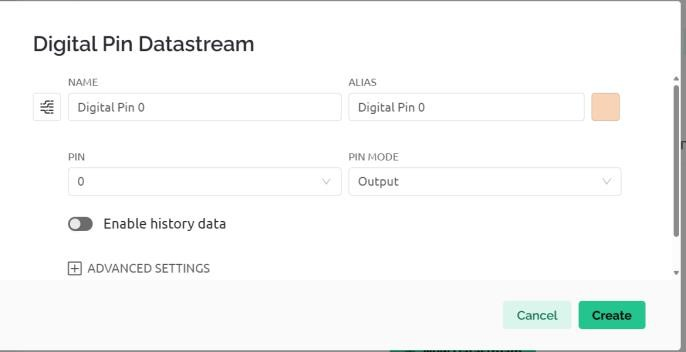 Digital Pin Datastream
NAME ALIAS
Digital Pin 0 Digital Pin 0
PIN PIN MODE
0 Output
Enable history data
ADVANCED SETTINGS
Cancel Create